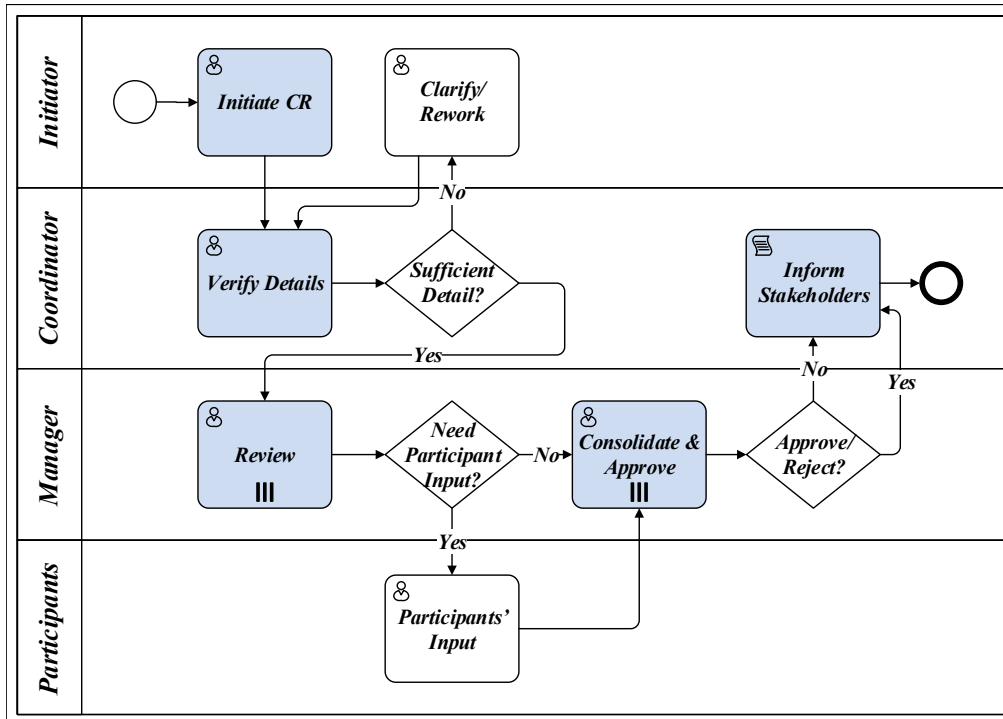 Initiator
Initiate CR
Clarify/
Rework
No
Coordinator
Verify Details
Sufficient
Detail?
Inform
Stakeholders
Yes
No
Yes
Manager
Review
Need
Participant
Input?
No
Consolidate &
Approve
Approve/
Reject?
Yes
Participants
Participants’
Input